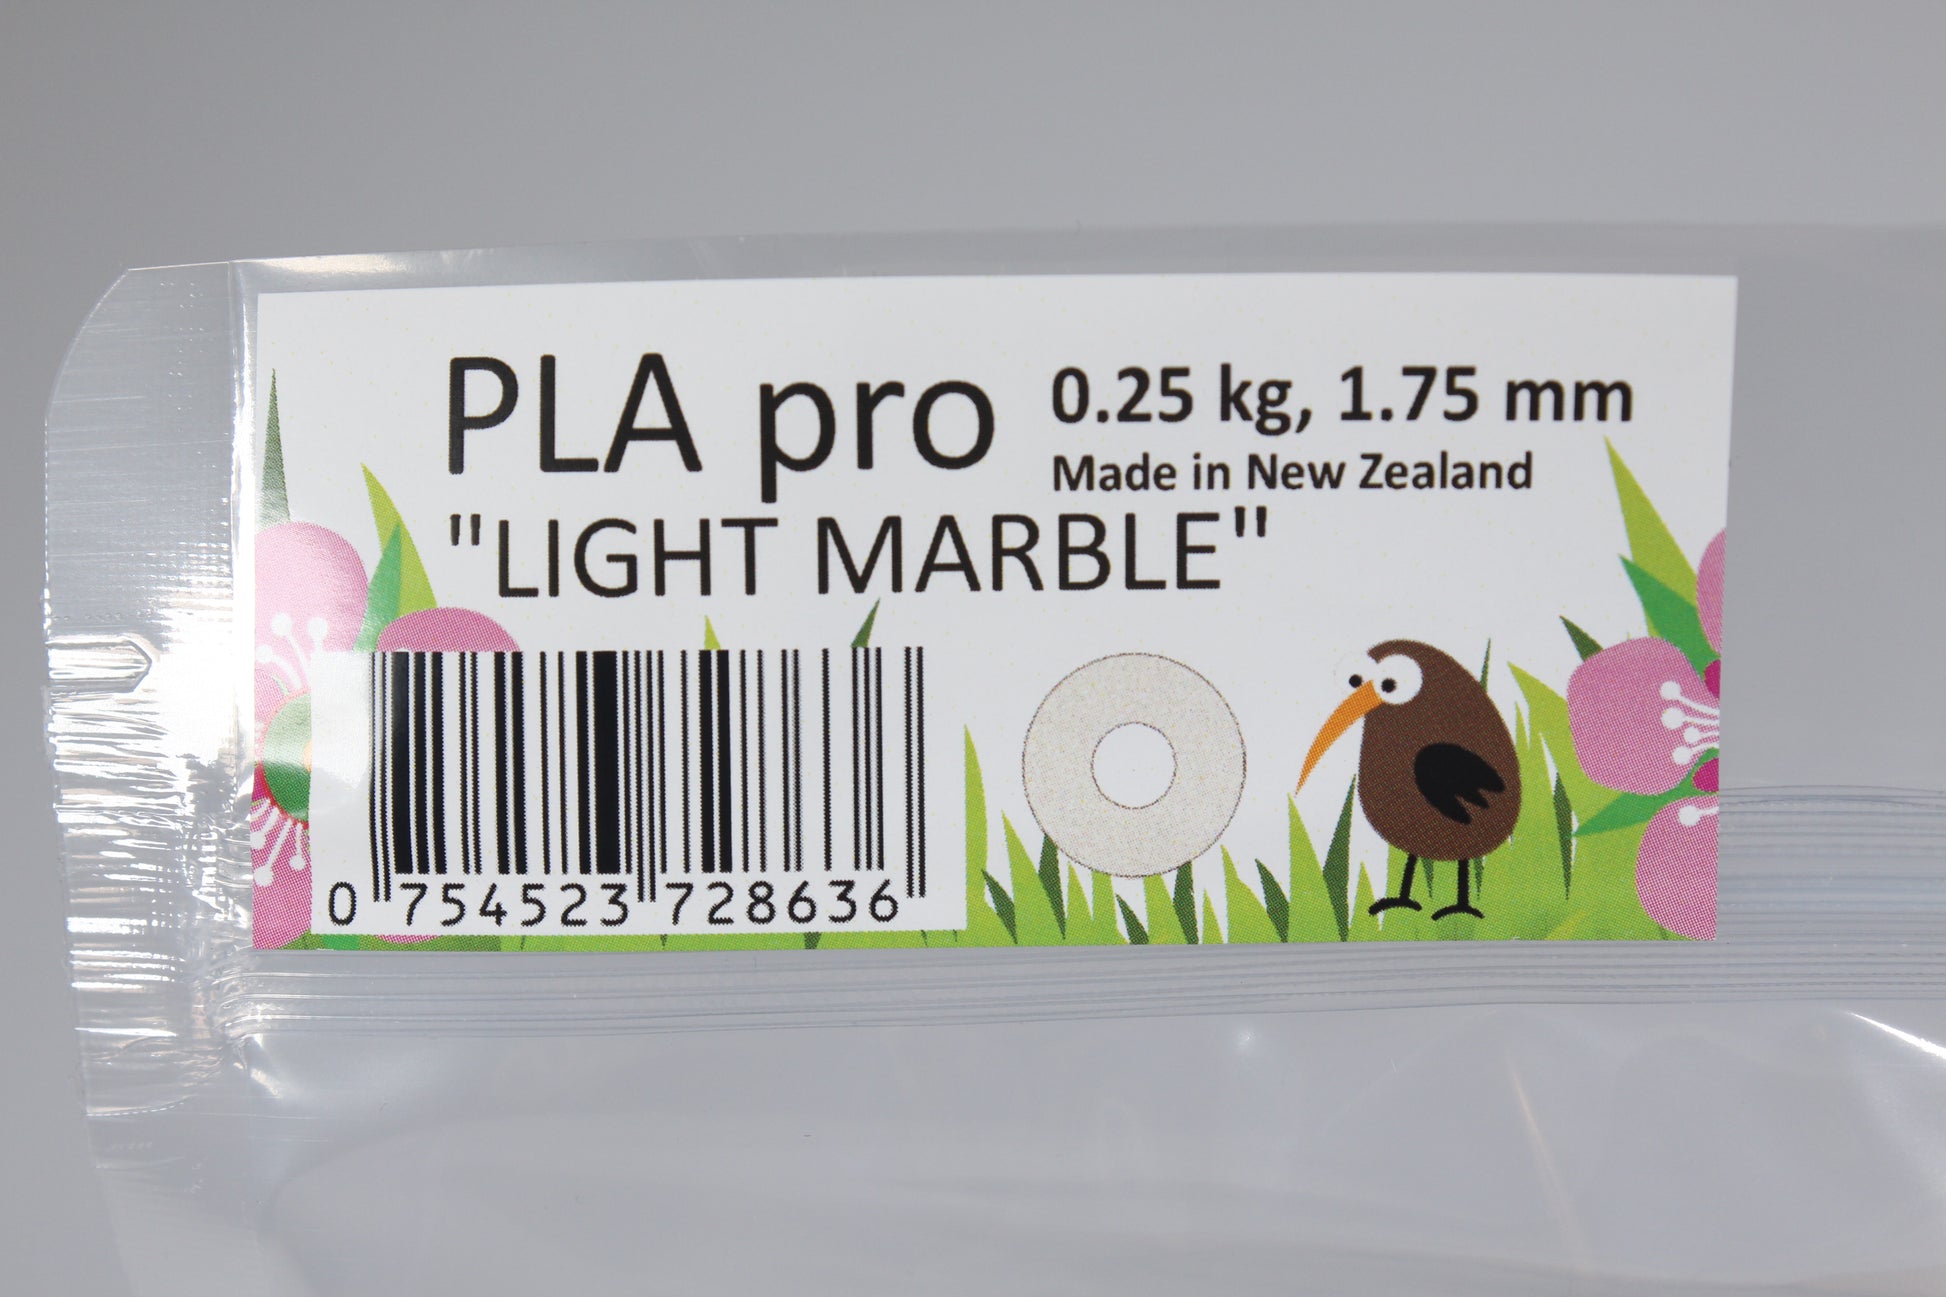 PLA pro
0.25 kg, 1.75 mm
Made in New Zealand
"LIGHT MARBLE"
0 754523 728636